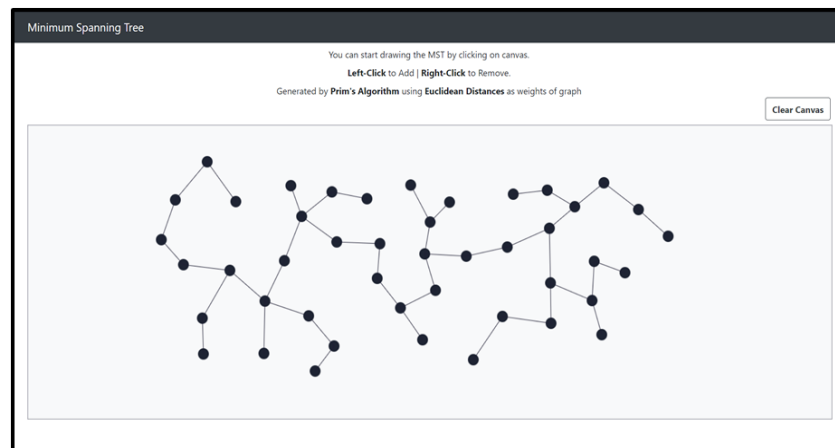 Minimum Spanning Tree
You can start drawing the MST by clicking on canvas.
Left-Click to Add | Right-Click to Remove.
Generated by Prim's Algorithm using Euclidean Distances as weights of graph
Clear Canvas